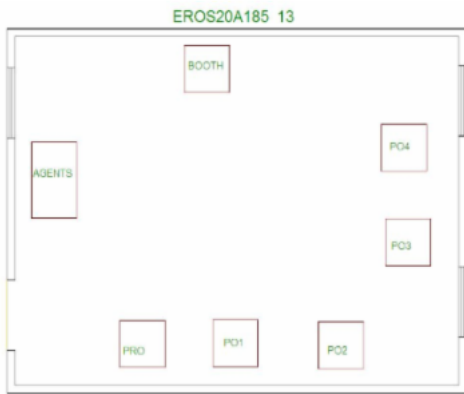 EROS20A185 13
BOOTH
PO4
AGENTS
PO3
PRO
PO1
PO2